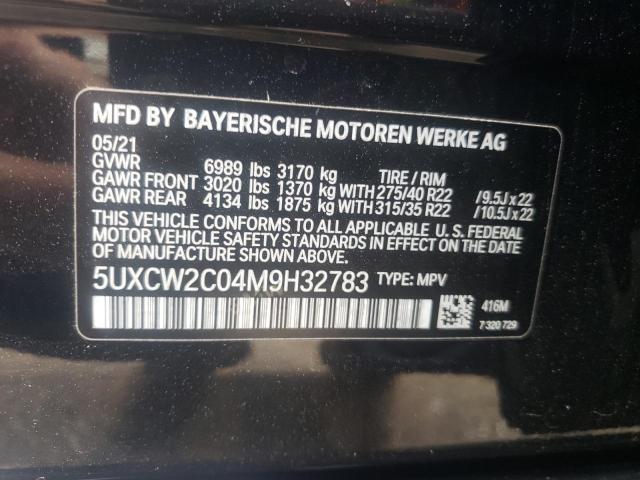 MFD BY BAYERISCHE MOTOREN WERKE AG
05/21
GVWR 6989 lbs 3170 kg TIRE / RIM
GAWR FRONT 3020 lbs 1370 kg WITH 275/40 R22 / 9.5J x 22
GAWR REAR 4134 lbs 1875 kg WITH 315/35 R22 / 10.5J x 22
THIS VEHICLE CONFORMS TO ALL APPLICABLE U. S. FEDERAL
MOTOR VEHICLE SAFETY STANDARDS IN EFFECT ON THE DATE
OF MANUFACTURE SHOWN ABOVE.
5UXCW2C04M9H32783 TYPE: MPV
416M
7 320 729